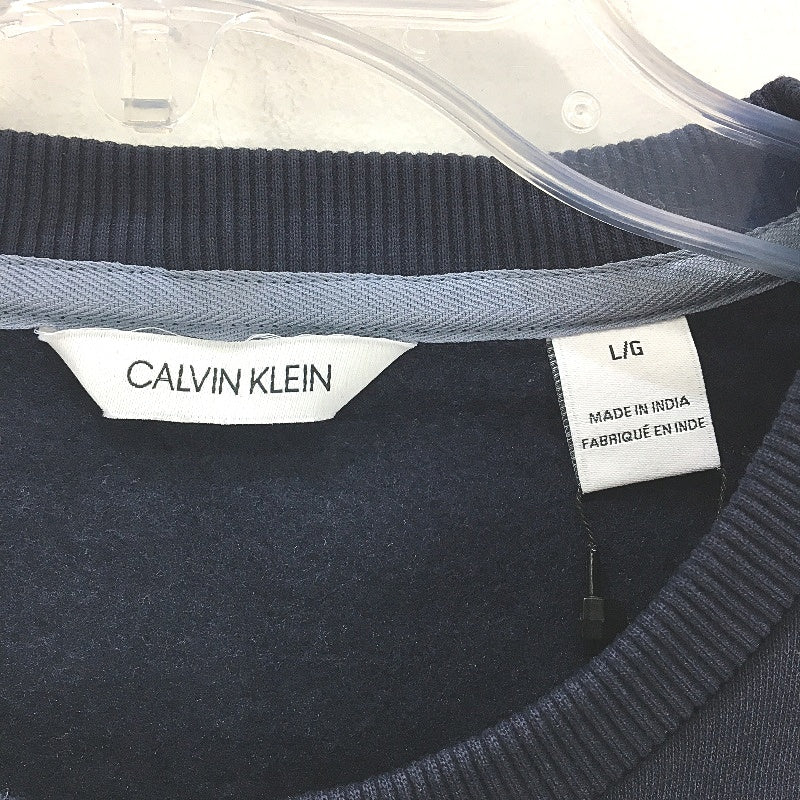 CALVIN KLEIN
L/G
MADE IN INDIA
FABRIQUÉ EN INDE